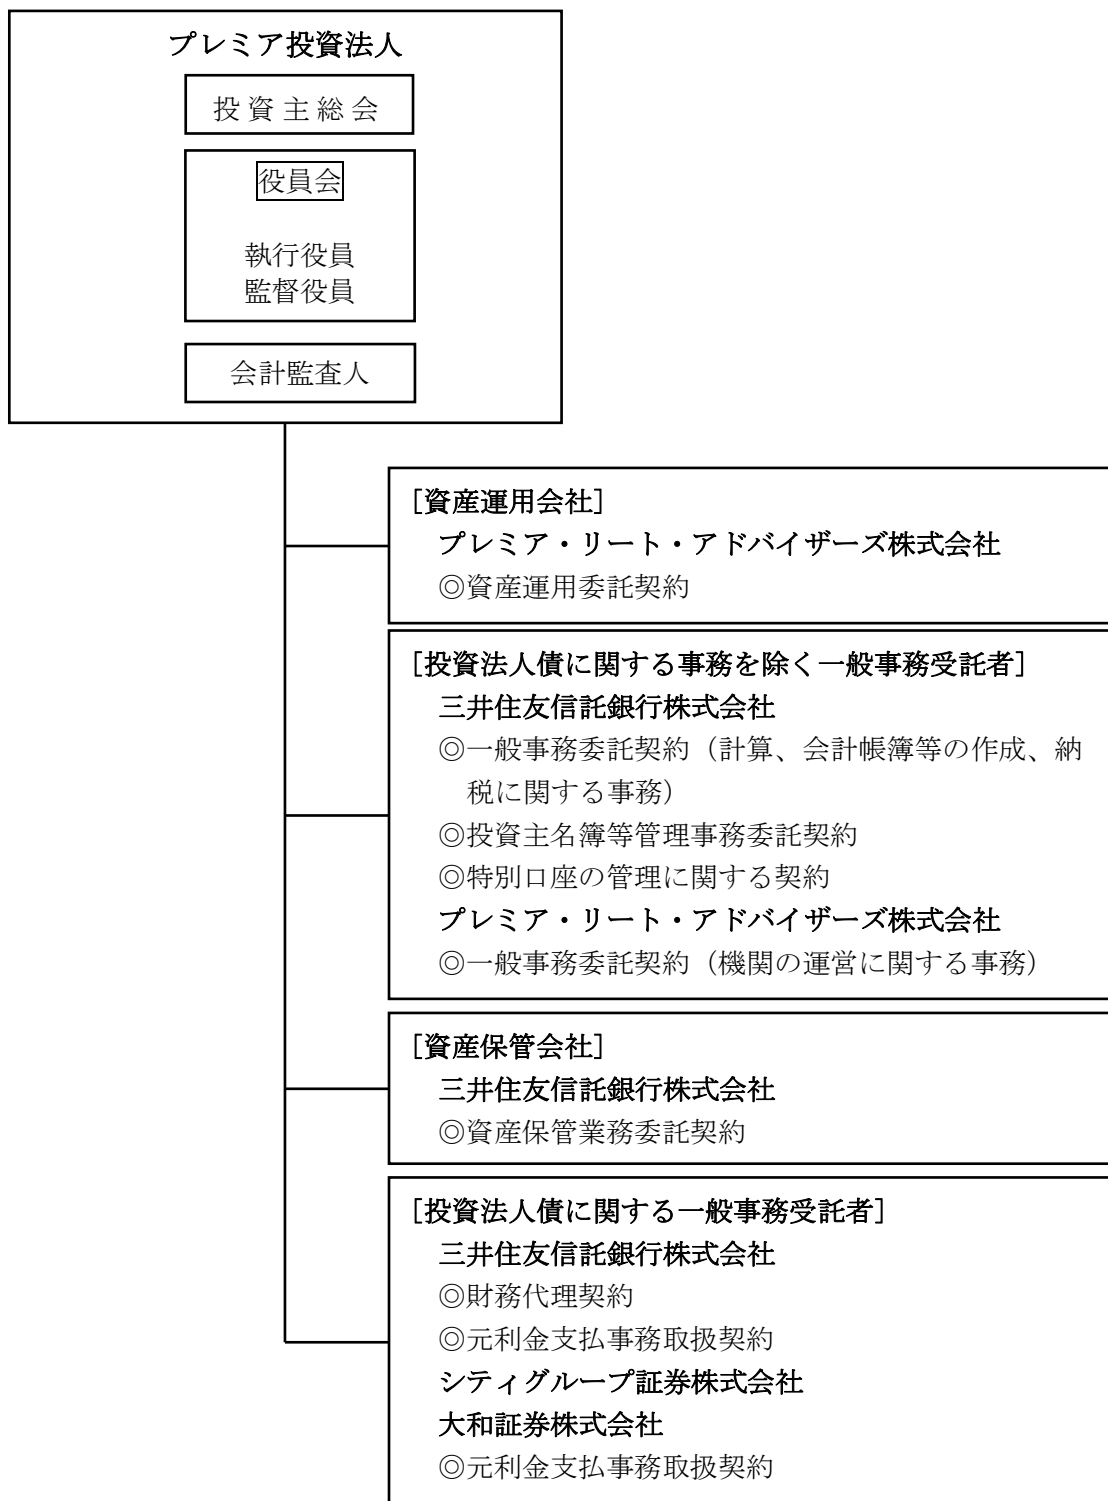 プレミア投資法人
投資主総会
役員会
執行役員
監督役員
会計監査人
[資産運用会社]
プレミア・リート・アドバイザーズ株式会社
◎資産運用委託契約
[投資法人債に関する事務を除く一般事務受託者]
三井住友信託銀行株式会社
◎一般事務委託契約（計算、会計帳簿等の作成、納
税に関する事務）
◎投資主名簿等管理事務委託契約
◎特別口座の管理に関する契約
プレミア・リート・アドバイザーズ株式会社
◎一般事務委託契約（機関の運営に関する事務）
[資産保管会社]
三井住友信託銀行株式会社
◎資産保管業務委託契約
[投資法人債に関する一般事務受託者]
三井住友信託銀行株式会社
◎財務代理契約
◎元利金支払事務取扱契約
シティグループ証券株式会社
大和証券株式会社
◎元利金支払事務取扱契約